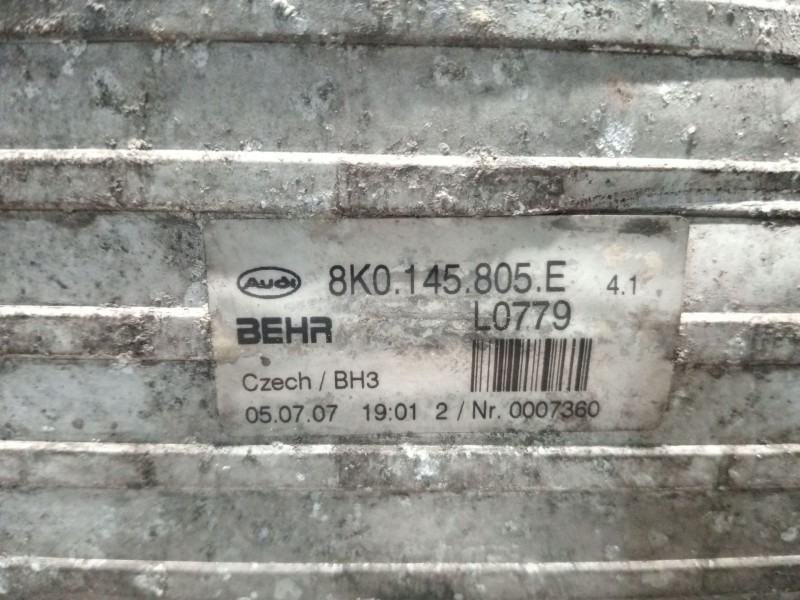 Audi 8K0.145.805.E 4.1
BEHR L0779
Czech / BH3
05.07.07 19:01 2 / Nr. 0007360